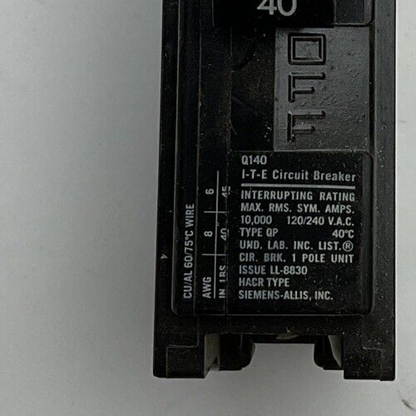 40
OFF
Q140
I-T-E Circuit Breaker
INTERRUPTING RATING
MAX. RMS. SYM. AMPS.
10,000 120/240 V.A.C.
TYPE QP 40°C
UND. LAB. INC. LIST.®
CIR. BRK. 1 POLE UNIT
ISSUE LL-8830
HACR TYPE
SIEMENS-ALLIS, INC.
CU/AL 60/75°C WIRE
AWG 8 6
IN. LBS. 40 45